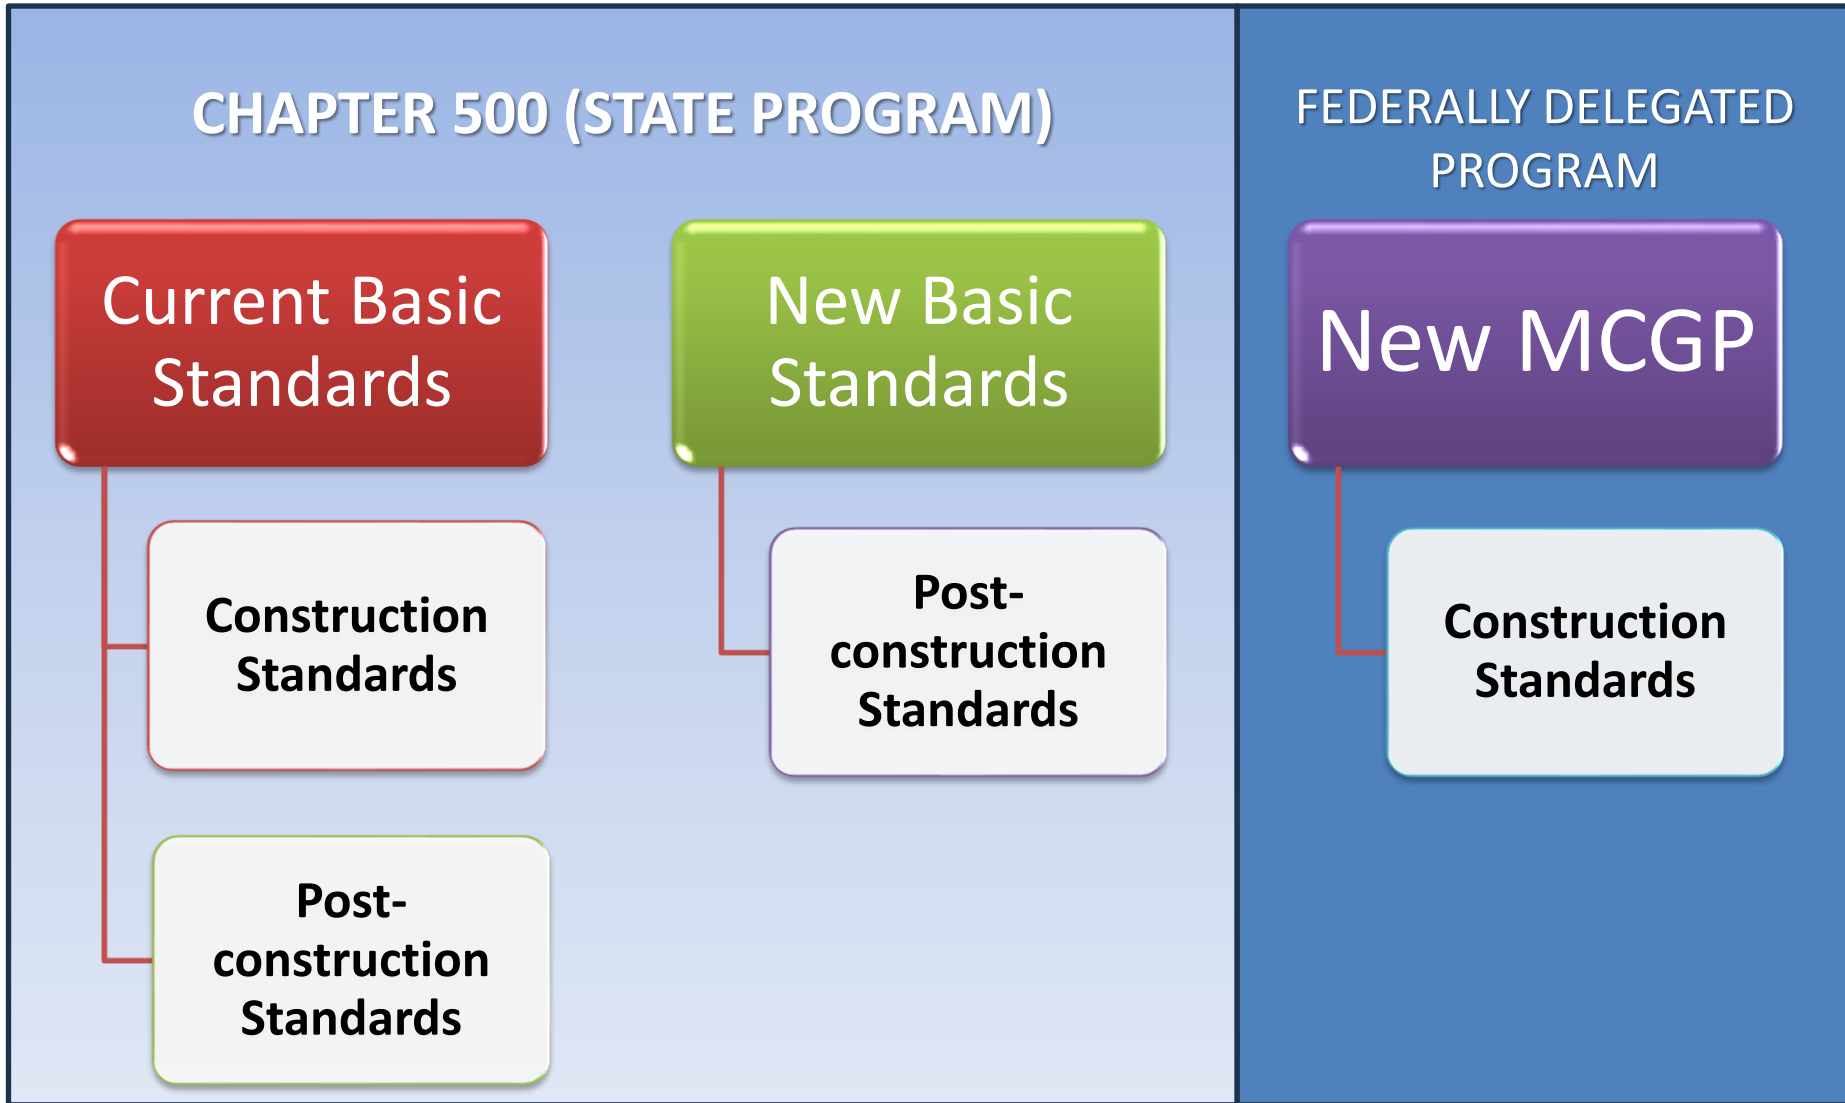 CHAPTER 500 (STATE PROGRAM)
FEDERALLY DELEGATED
PROGRAM
Current Basic
Standards
Construction
Standards
Post-
construction
Standards
New Basic
Standards
Post-
construction
Standards
New MCGP
Construction
Standards